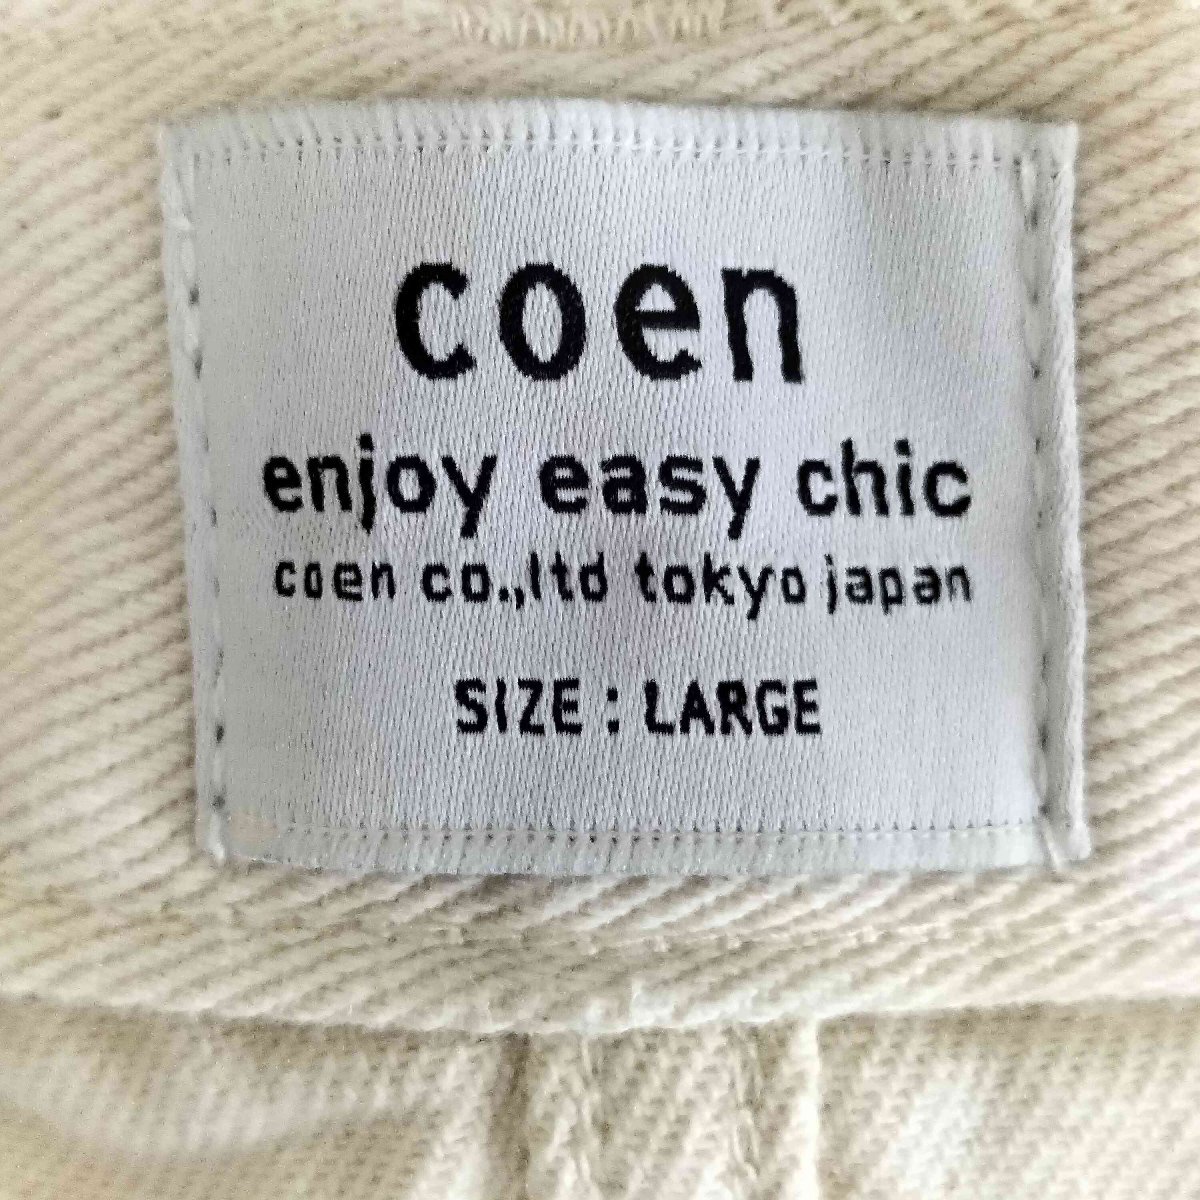 coen
enjoy easy chic
coen co.,ltd tokyo japan
SIZE : LARGE